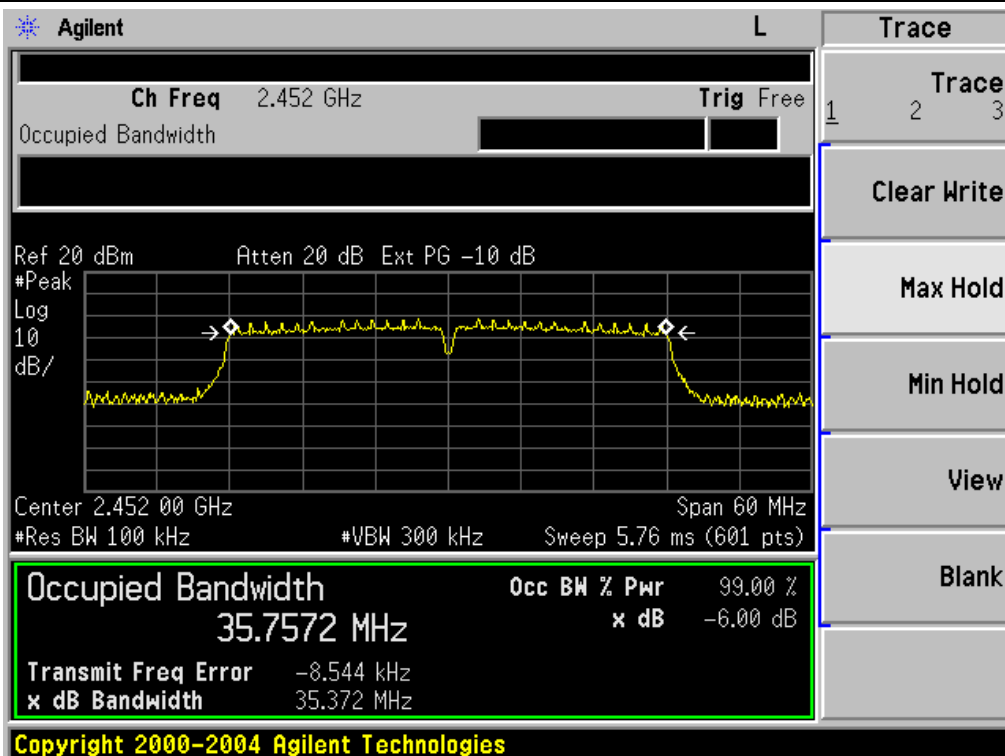 Agilent L Trace
Ch Freq 2.452 GHz Trig Free
Occupied Bandwidth
Trace
1 2 3
Clear Write
Max Hold
Min Hold
View
Blank
Ref 20 dBm Atten 20 dB Ext PG -10 dB
#Peak
Log
10
dB/
Center 2.452 00 GHz Span 60 MHz
#Res BW 100 kHz #VBW 300 kHz Sweep 5.76 ms (601 pts)
Occupied Bandwidth Occ BW % Pwr 99.00 %
35.7572 MHz x dB -6.00 dB
Transmit Freq Error -8.544 kHz
x dB Bandwidth 35.372 MHz
Copyright 2000-2004 Agilent Technologies